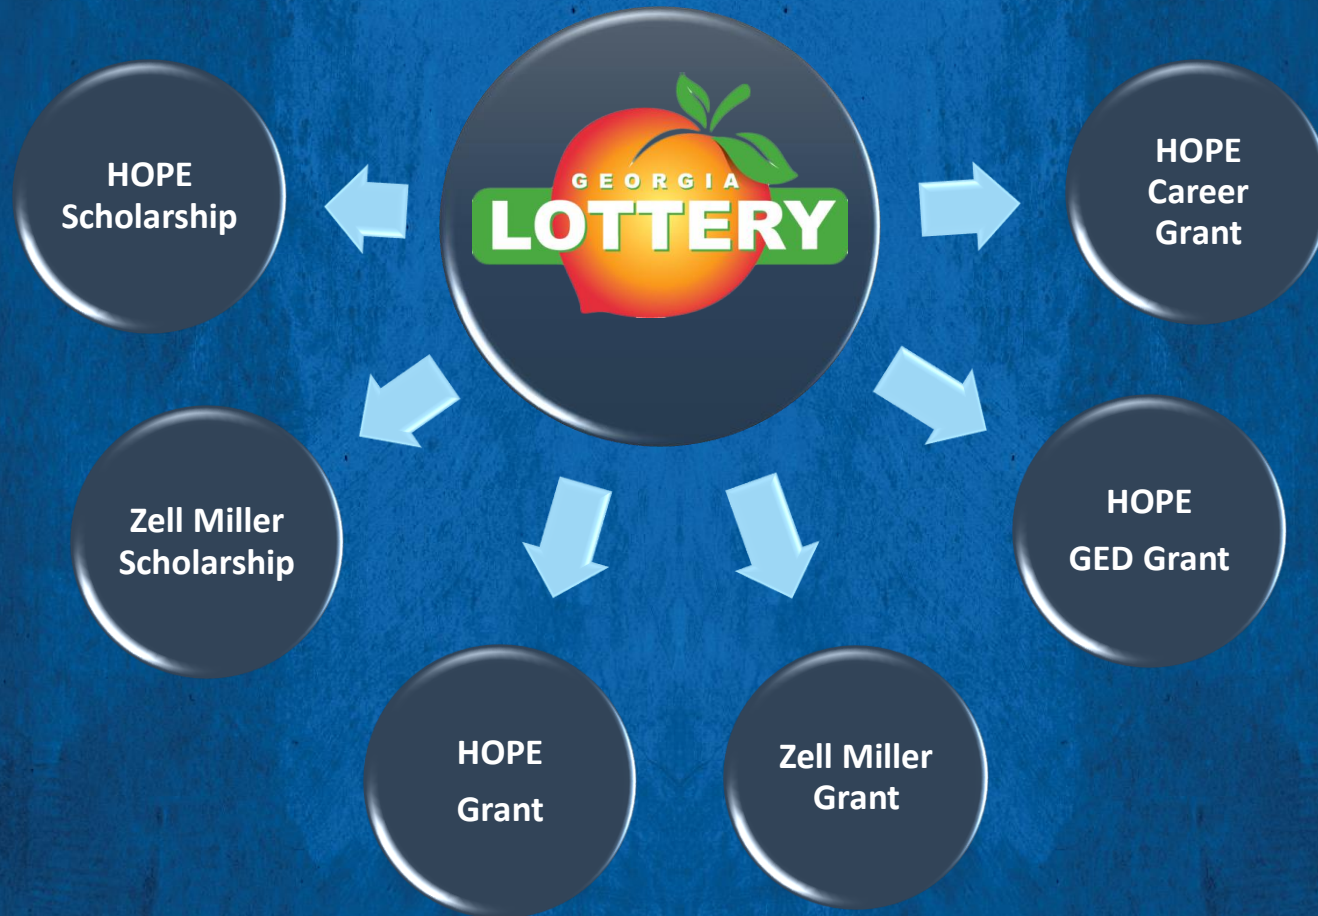 GEORGIA
LOTTERY
HOPE
Scholarship
HOPE
Career
Grant
Zell Miller
Scholarship
HOPE
GED Grant
HOPE
Grant
Zell Miller
Grant